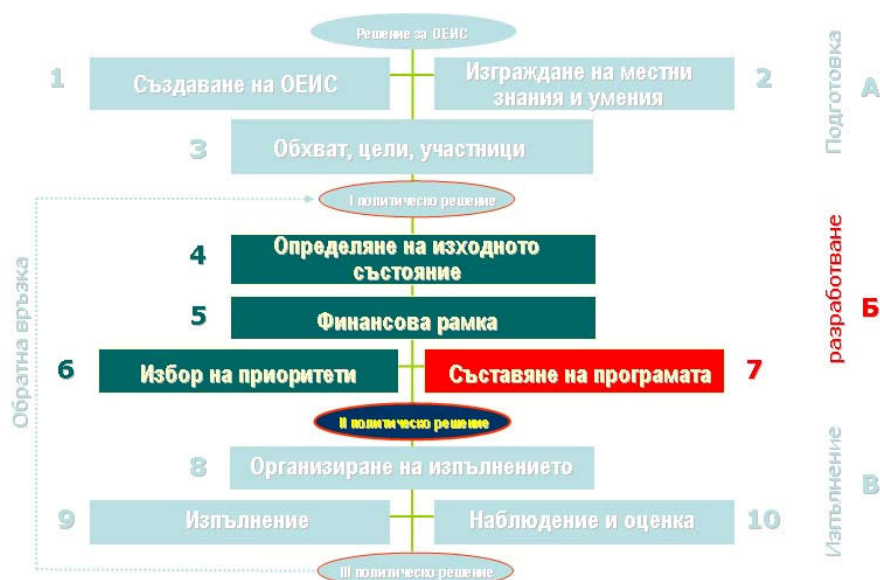 Решение за ОЕИС
1
Създаване на ОЕИС
Изграждане на местни
знания и умения
2
Подготовка
А
3
Обхват, цели, участници
I политическо решение
4
Определяне на изходното
състояние
5
Финансова рамка
разработване
Б
6
Избор на приоритети
Съставяне на програмата
7
II политическо решение
Обратна връзка
8
Организиране на изпълнението
9
Изпълнение
Наблюдение и оценка
10
Изпълнение
В
III политическо решение